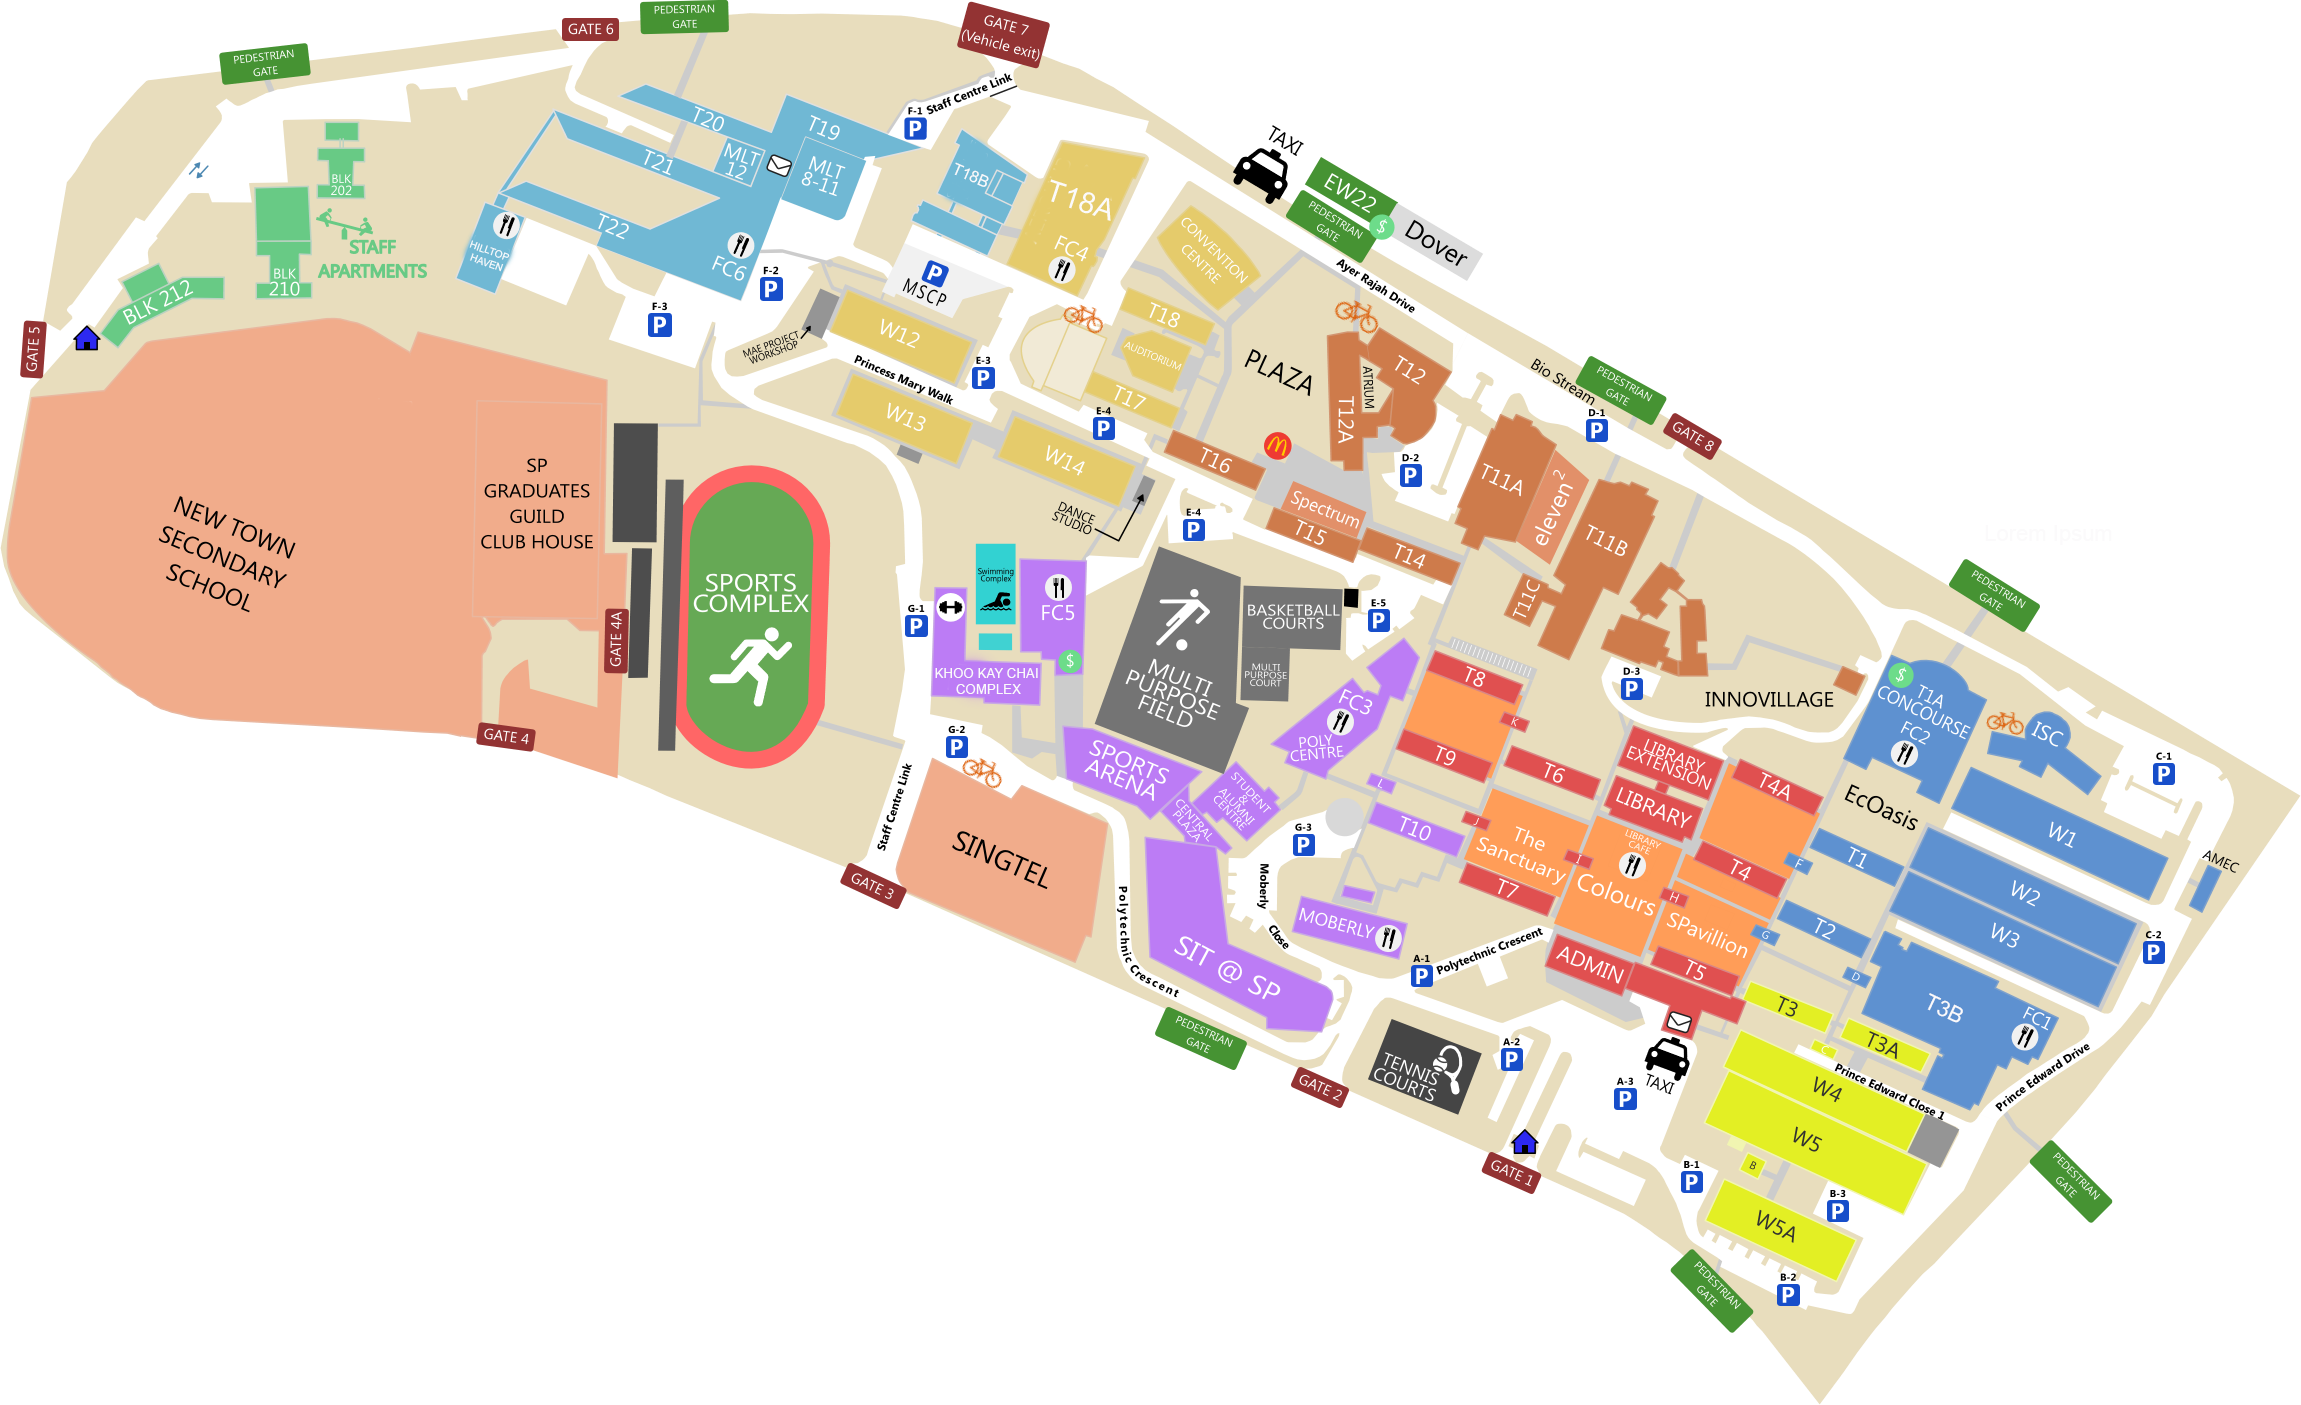 PEDESTRIAN
GATE
GATE 6
PEDESTRIAN
GATE
GATE 7
(Vehicle exit)
Staff Centre Link
F-1
P
T20
T19
MLT
12
MLT
8-11
T21
T22
HILLTOP
HAVEN
FC6
T18B
T18A
FC4
CONVENTION
CENTRE
TAXI
EW22
PEDESTRIAN
GATE
$
Dover
Ayer Rajah Drive
BLK
202
STAFF
APARTMENTS
BLK
210
BLK 212
GATE 5
F-2
P
F-3
P
P
MSCP
MAE PROJECT
WORKSHOP
W12
Princess Mary Walk
W13
W14
E-3
P
T18
AUDITORIUM
T17
E-4
P
DANCE
STUDIO
PLAZA
T12A
ATRIUM
T12
T16
Spectrum
T15
T14
E-4
P
D-2
P
Bio Stream
PEDESTRIAN
GATE
D-1
P
GATE 8
T11A
eleven²
T11B
T11C
Lorem Ipsum
PEDESTRIAN
GATE
NEW TOWN
SECONDARY
SCHOOL
SP
GRADUATES
GUILD
CLUB HOUSE
GATE 4A
GATE 4
SPORTS
COMPLEX
G-1
P
Swimming
Complex
FC5
$
KHOO KAY CHAI
COMPLEX
MULTI
PURPOSE
FIELD
BASKETBALL
COURTS
MULTI
PURPOSE
COURT
E-5
P
D-3
P
INNOVILLAGE
T8
K
T9
FC3
POLY
CENTRE
L
T10
J
T6
LIBRARY
EXTENSION
LIBRARY
T4A
$
T1A
CONCOURSE
FC2
ISC
C-1
P
EcOasis
G-2
P
Staff Centre Link
SINGTEL
GATE 3
SPORTS
ARENA
CENTRAL
PLAZA
STUDENT
&
ALUMNI
CENTRE
G-3
P
Moberly
Close
MOBERLY
The
Sanctuary
I
T7
LIBRARY
CAFE
Colours
H
T4
F
T1
SPavillion
G
T2
D
W1
W2
W3
AMEC
C-2
P
T3B
FC1
Polytechnic Crescent
SIT @ SP
A-1
P
Polytechnic Crescent
ADMIN
T5
T3
T3A
C
PEDESTRIAN
GATE
GATE 2
TENNIS
COURTS
A-2
P
A-3
P
TAXI
W4
Prince Edward Close 1
Prince Edward Drive
W5
GATE 1
B-1
P
B
B-3
P
W5A
B-2
P
PEDESTRIAN
GATE
PEDESTRIAN
GATE